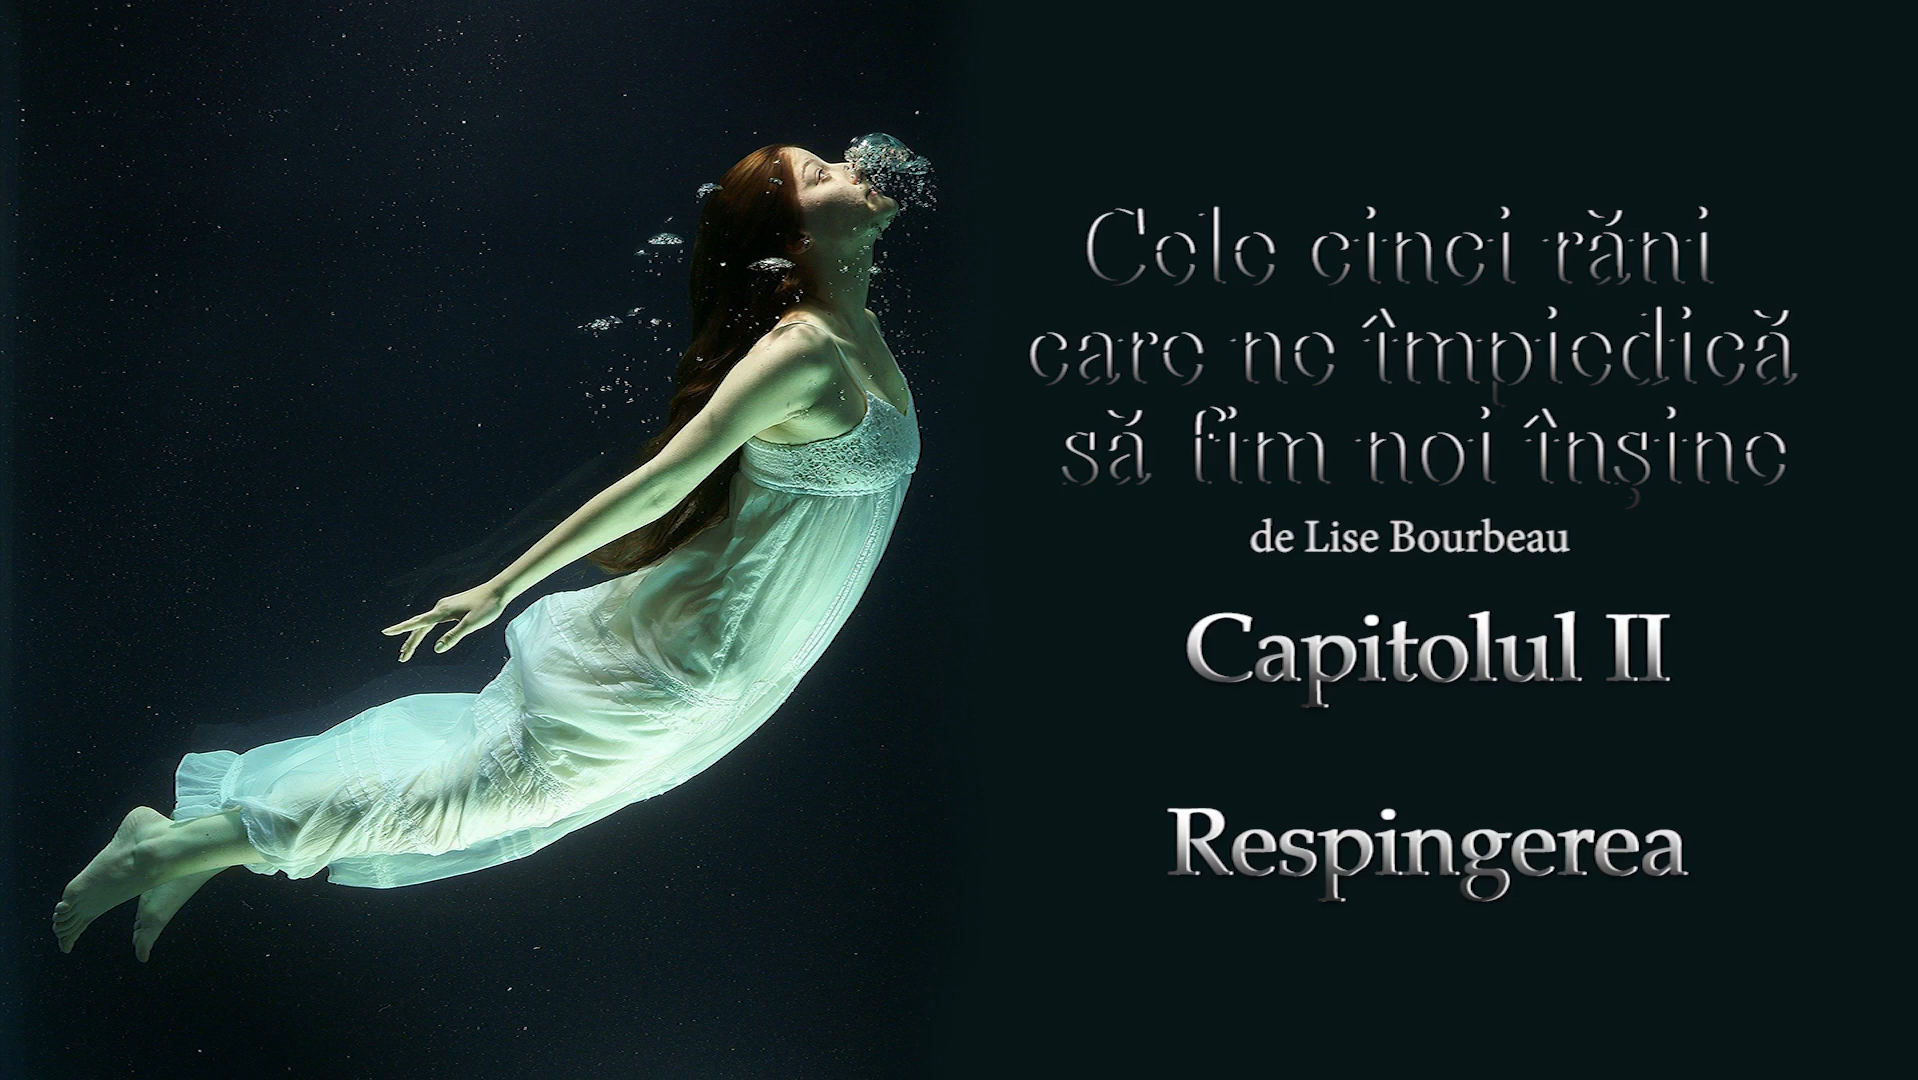 Cele cinci răni
care ne împiedică
să fim noi înșine
de Lise Bourbeau
Capitolul II
Respingerea